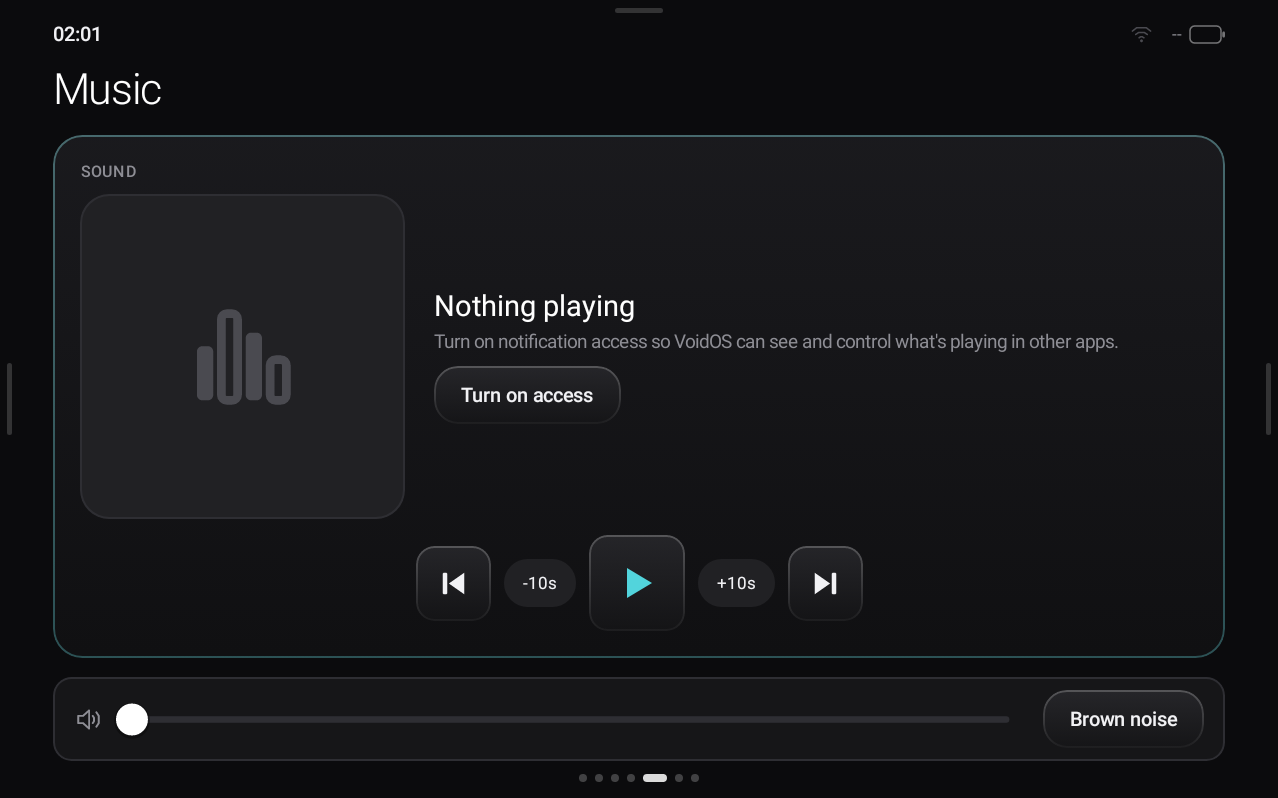 02:01
--
Music
SOUND
Nothing playing
Turn on notification access so VoidOS can see and control what's playing in other apps.
Turn on access
-10s
+10s
Brown noise